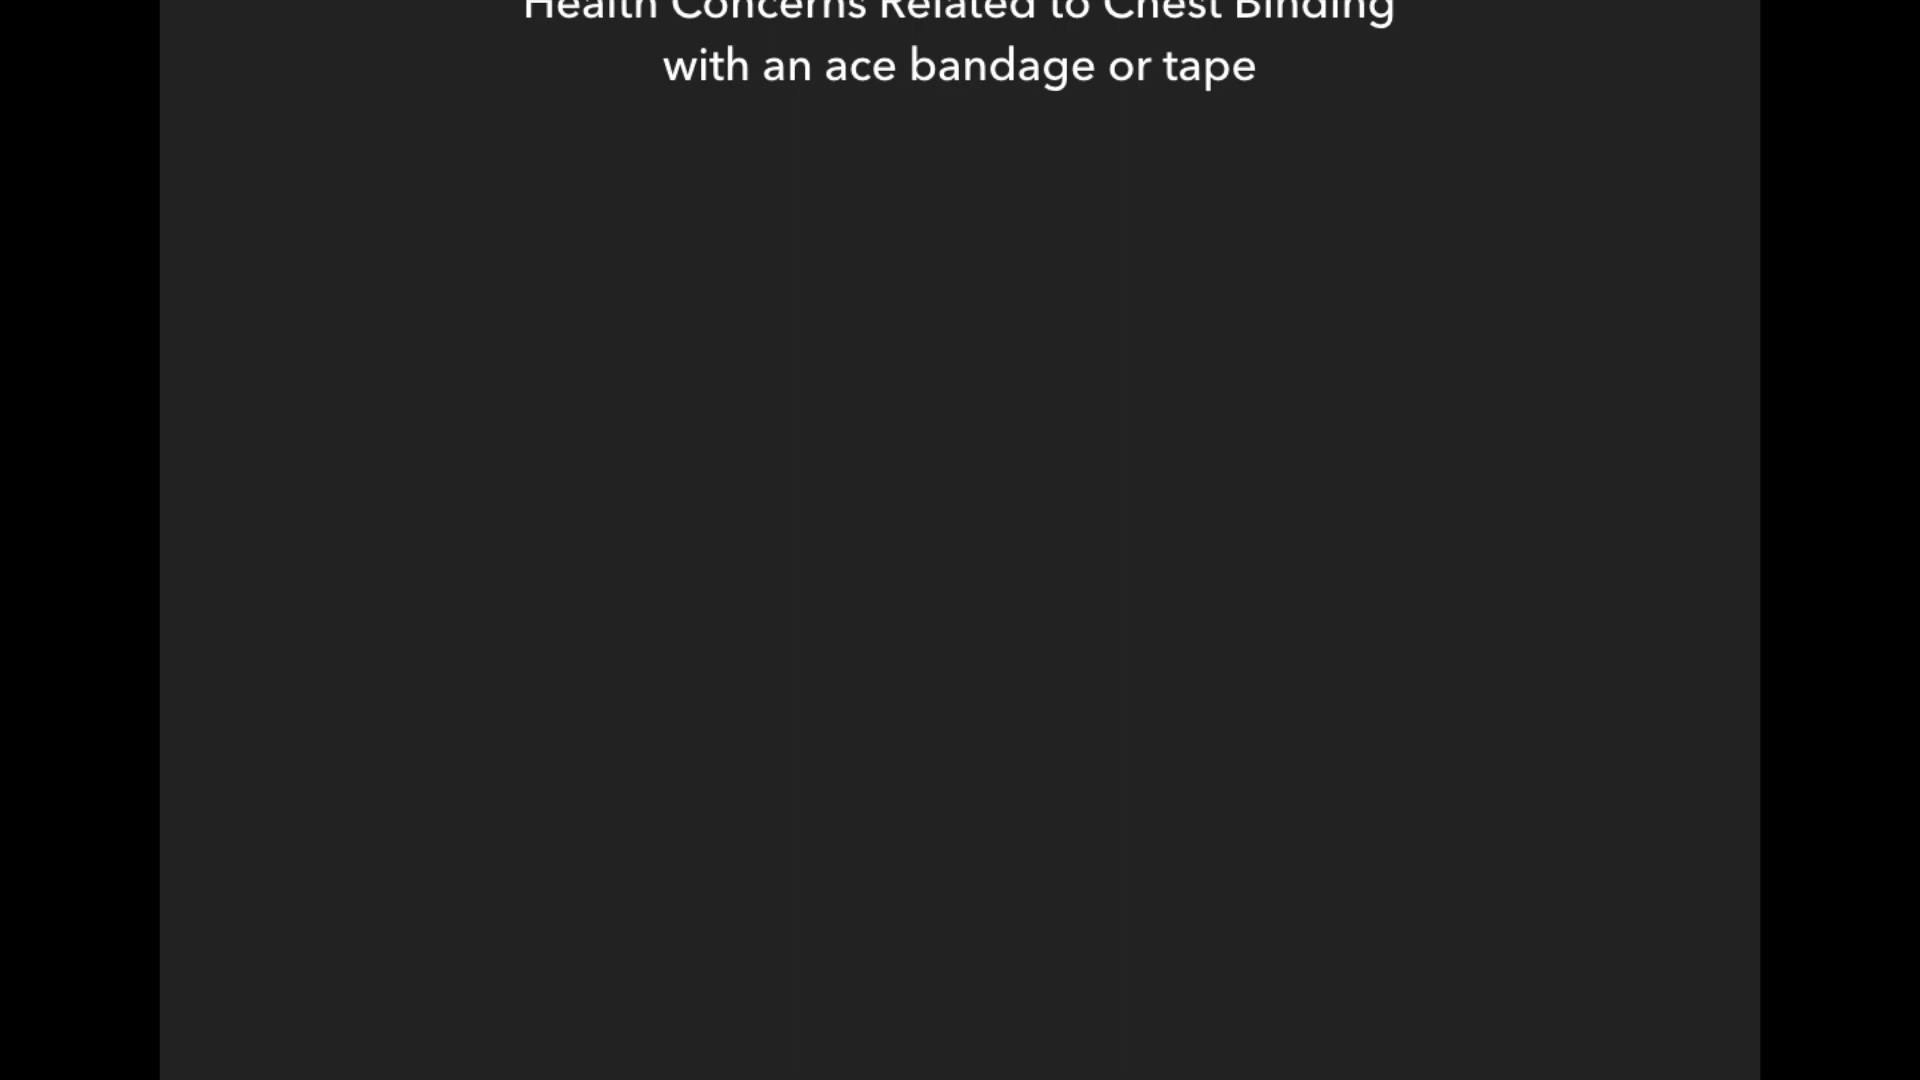 Health Concerns Related to Chest Binding
with an ace bandage or tape